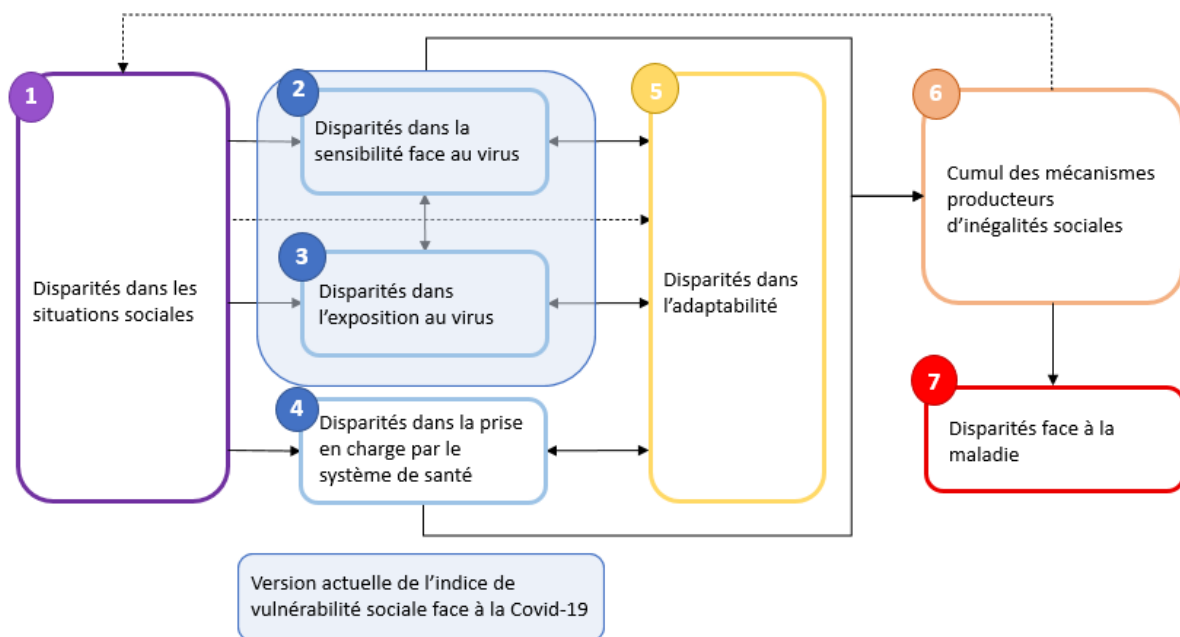 1
Disparités dans les
situations sociales
2
Disparités dans la
sensibilité face au virus
3
Disparités dans
l’exposition au virus
4
Disparités dans la prise
en charge par le
système de santé
5
Disparités dans
l’adaptabilité
6
Cumul des mécanismes
producteurs
d’inégalités sociales
7
Disparités face à la
maladie
Version actuelle de l’indice de
vulnérabilité sociale face à la Covid-19